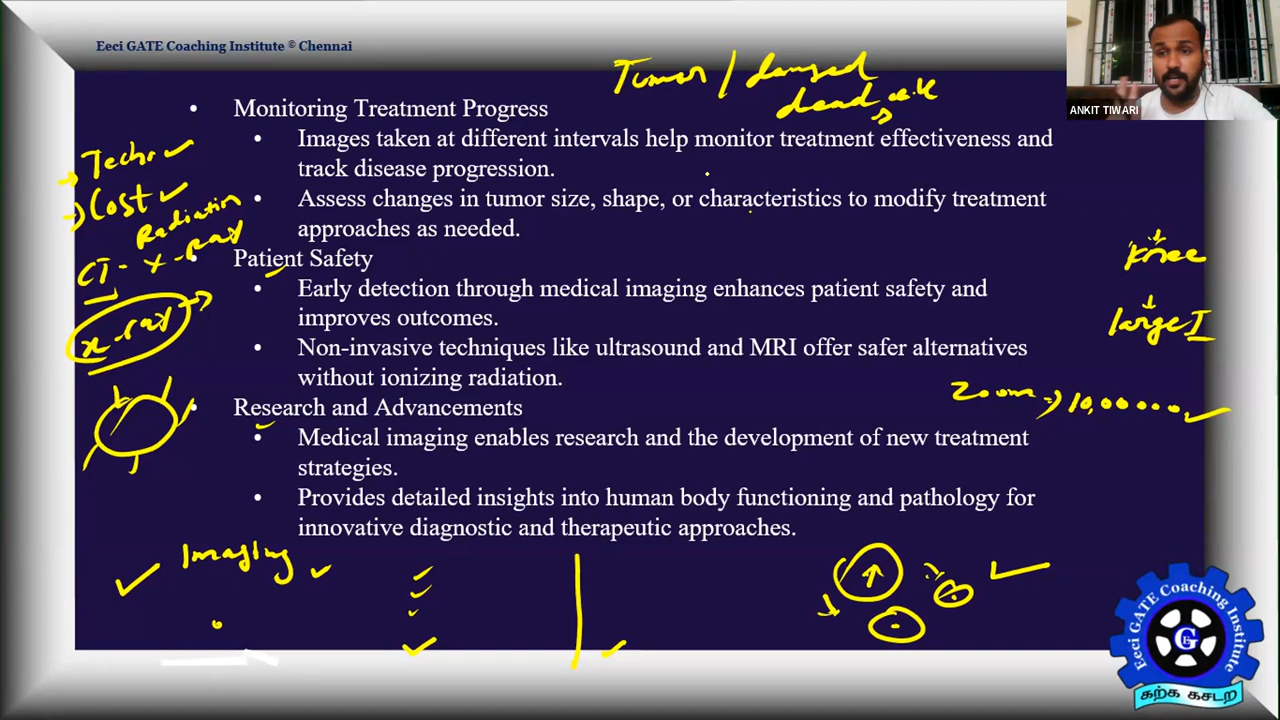 Eeci GATE Coaching Institute © Chennai
Tumor / damged
dead
ANKIT TIWARI
• Monitoring Treatment Progress
• Images taken at different intervals help monitor treatment effectiveness and
track disease progression.
• Assess changes in tumor size, shape, or characteristics to modify treatment
approaches as needed.
• Patient Safety
• Early detection through medical imaging enhances patient safety and
improves outcomes.
• Non-invasive techniques like ultrasound and MRI offer safer alternatives
without ionizing radiation.
• Research and Advancements
• Medical imaging enables research and the development of new treatment
strategies.
• Provides detailed insights into human body functioning and pathology for
innovative diagnostic and therapeutic approaches.
Cost
Radiation
CT - x-ray
x-ray
knee
large I
Zoom → 10,00000
Imaging
Eeci GATE Coaching Institute
GE
கற்க கசடற